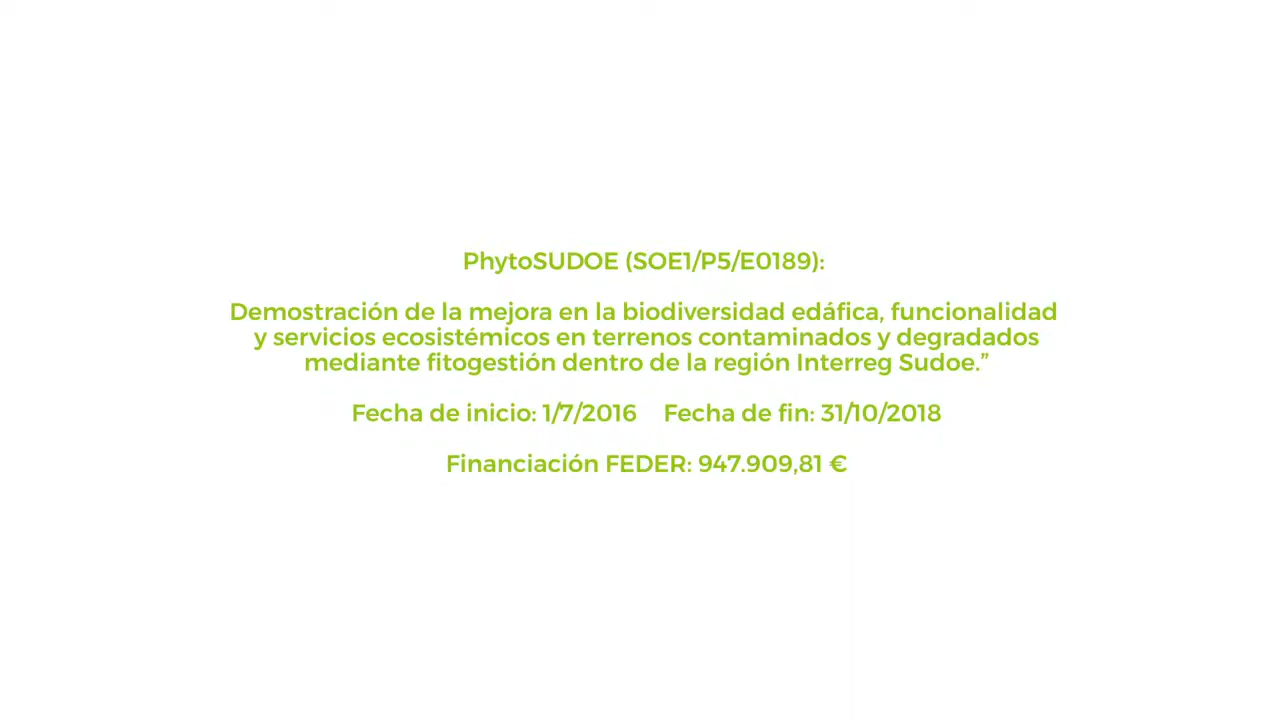 PhytoSUDOE (SOE1/P5/E0189):
Demostración de la mejora en la biodiversidad edáfica, funcionalidad
y servicios ecosistémicos en terrenos contaminados y degradados
mediante fitogestión dentro de la región Interreg Sudoe.”
Fecha de inicio: 1/7/2016 Fecha de fin: 31/10/2018
Financiación FEDER: 947.909,81 €